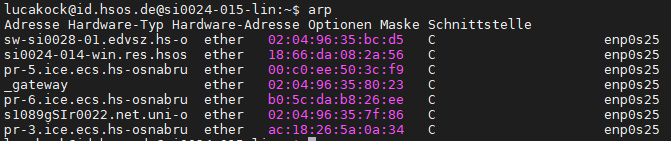 lucakock@id.hsos.de@si0024-015-lin:~$ arp
Adresse Hardware-Typ Hardware-Adresse Optionen Maske Schnittstelle
sw-si0028-01.edvsz.hs-o ether 02:04:96:35:bc:d5 C enp0s25
si0024-014-win.res.hsos ether 18:66:da:08:2a:56 C enp0s25
pr-5.ice.ecs.hs-osnabru ether 00:c0:ee:50:3c:f9 C enp0s25
_gateway ether 02:04:96:35:80:23 C enp0s25
pr-6.ice.ecs.hs-osnabru ether b0:5c:da:b8:26:ee C enp0s25
s1089gSIr0022.net.uni-o ether 02:04:96:35:7f:86 C enp0s25
pr-3.ice.ecs.hs-osnabru ether ac:18:26:5a:0a:34 C enp0s25